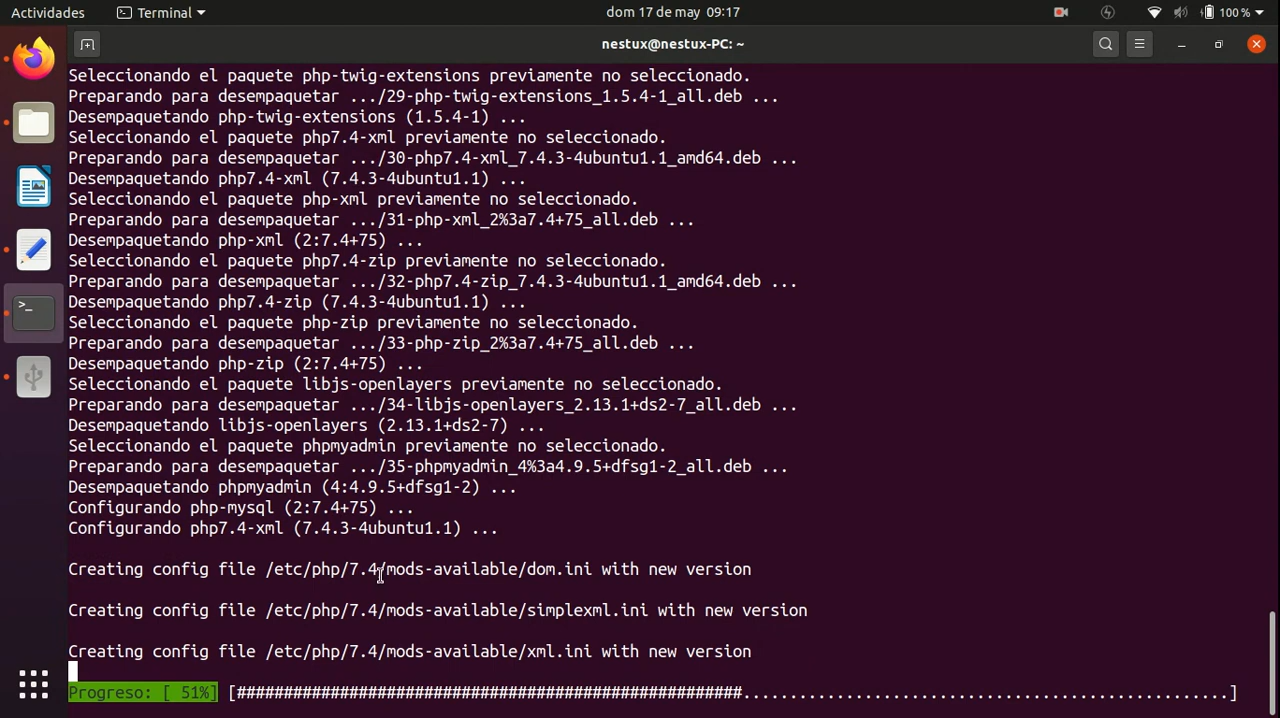 Actividades
Terminal
dom 17 de may  09:17
100 %
nestux@nestux-PC: ~
Seleccionando el paquete php-twig-extensions previamente no seleccionado.
Preparando para desempaquetar .../29-php-twig-extensions_1.5.4-1_all.deb ...
Desempaquetando php-twig-extensions (1.5.4-1) ...
Seleccionando el paquete php7.4-xml previamente no seleccionado.
Preparando para desempaquetar .../30-php7.4-xml_7.4.3-4ubuntu1.1_amd64.deb ...
Desempaquetando php7.4-xml (7.4.3-4ubuntu1.1) ...
Seleccionando el paquete php-xml previamente no seleccionado.
Preparando para desempaquetar .../31-php-xml_2%3a7.4+75_all.deb ...
Desempaquetando php-xml (2:7.4+75) ...
Seleccionando el paquete php7.4-zip previamente no seleccionado.
Preparando para desempaquetar .../32-php7.4-zip_7.4.3-4ubuntu1.1_amd64.deb ...
Desempaquetando php7.4-zip (7.4.3-4ubuntu1.1) ...
Seleccionando el paquete php-zip previamente no seleccionado.
Preparando para desempaquetar .../33-php-zip_2%3a7.4+75_all.deb ...
Desempaquetando php-zip (2:7.4+75) ...
Seleccionando el paquete libjs-openlayers previamente no seleccionado.
Preparando para desempaquetar .../34-libjs-openlayers_2.13.1+ds2-7_all.deb ...
Desempaquetando libjs-openlayers (2.13.1+ds2-7) ...
Seleccionando el paquete phpmyadmin previamente no seleccionado.
Preparando para desempaquetar .../35-phpmyadmin_4%3a4.9.5+dfsg1-2_all.deb ...
Desempaquetando phpmyadmin (4:4.9.5+dfsg1-2) ...
Configurando php-mysql (2:7.4+75) ...
Configurando php7.4-xml (7.4.3-4ubuntu1.1) ...
Creating config file /etc/php/7.4/mods-available/dom.ini with new version
Creating config file /etc/php/7.4/mods-available/simplexml.ini with new version
Creating config file /etc/php/7.4/mods-available/xml.ini with new version
Progreso: [ 51%] [######################################################....................................................]